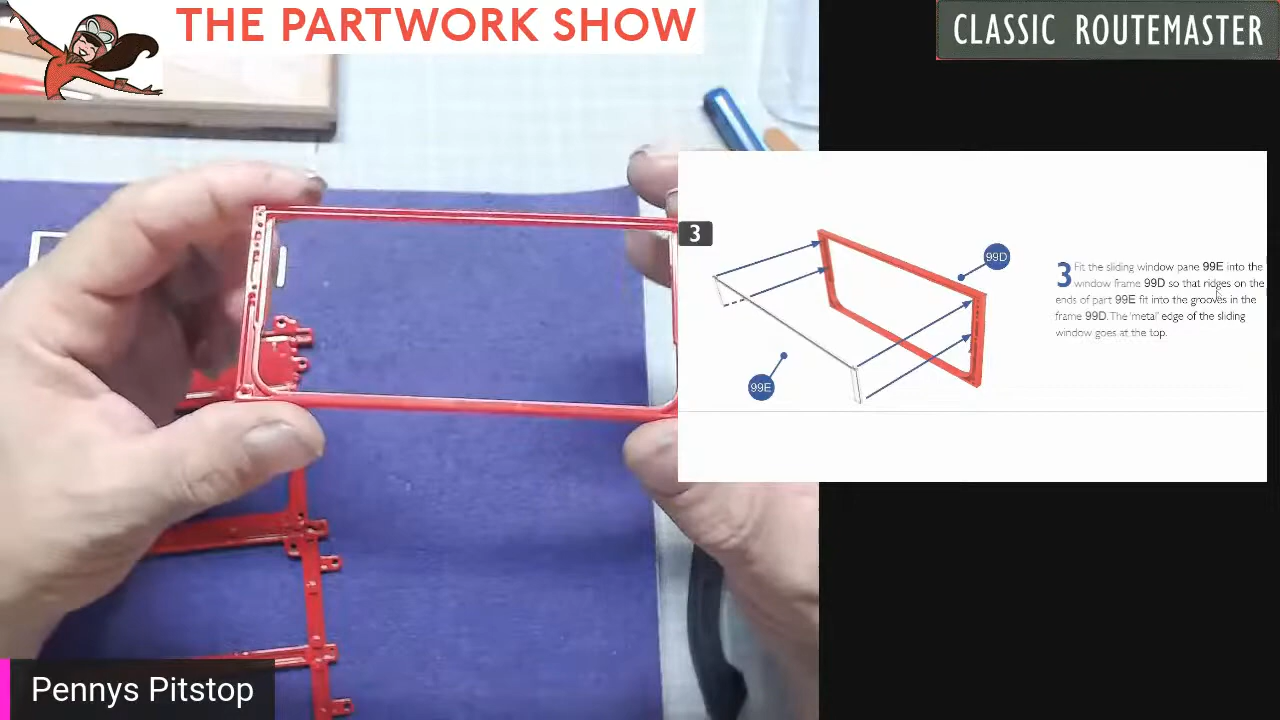 THE PARTWORK SHOW
CLASSIC ROUTEMASTER
3
99D
99E
3 Fit the sliding window pane 99E into the
window frame 99D so that ridges on the
ends of part 99E fit into the grooves in the
frame 99D. The 'metal' edge of the sliding
window goes at the top.
Pennys Pitstop